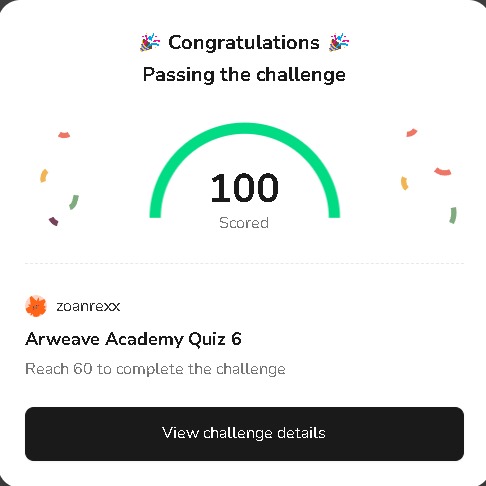 🎉 Congratulations 🎉
Passing the challenge
100
Scored
zoanrexx
Arweave Academy Quiz 6
Reach 60 to complete the challenge
View challenge details